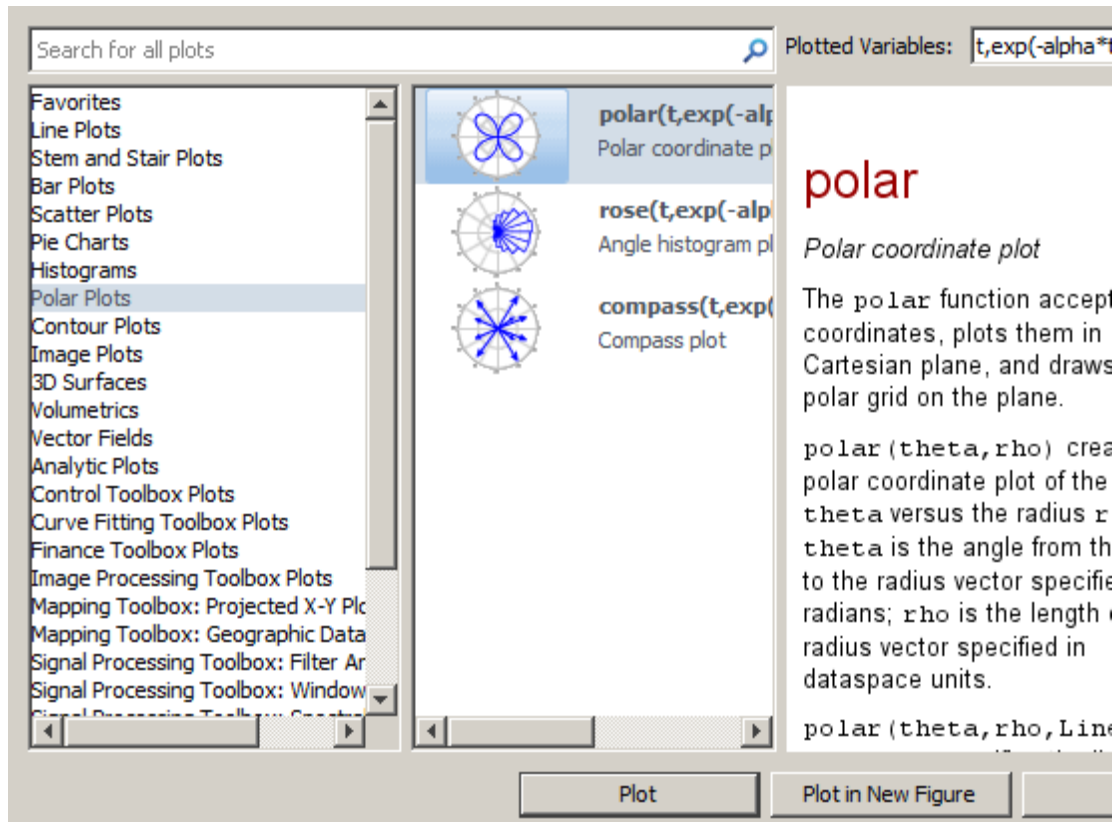 Search for all plots
Plotted Variables: t,exp(-alpha*t
Favorites
Line Plots
Stem and Stair Plots
Bar Plots
Scatter Plots
Pie Charts
Histograms
Polar Plots
Contour Plots
Image Plots
3D Surfaces
Volumetrics
Vector Fields
Analytic Plots
Control Toolbox Plots
Curve Fitting Toolbox Plots
Finance Toolbox Plots
Image Processing Toolbox Plots
Mapping Toolbox: Projected X-Y Plo
Mapping Toolbox: Geographic Data
Signal Processing Toolbox: Filter An
Signal Processing Toolbox: Window
polar(t,exp(-alp
Polar coordinate pl
rose(t,exp(-alph
Angle histogram pl
compass(t,exp(
Compass plot
polar
Polar coordinate plot
The polar function accept
coordinates, plots them in
Cartesian plane, and draws
polar grid on the plane.
polar(theta,rho) crea
polar coordinate plot of the
theta versus the radius r
theta is the angle from th
to the radius vector specifie
radians; rho is the length
radius vector specified in
dataspace units.
polar(theta,rho,Line
Plot
Plot in New Figure